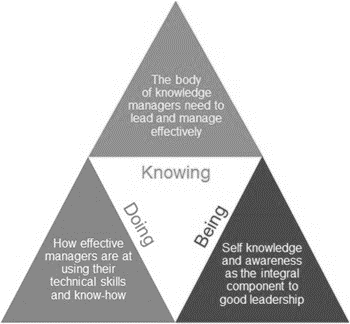 The body
of knowledge
managers need to
lead and manage
effectively
Knowing
Doing
Being
How effective
managers are at
using their
technical skills
and know-how
Self knowledge
and awareness
as the integral
component to
good leadership